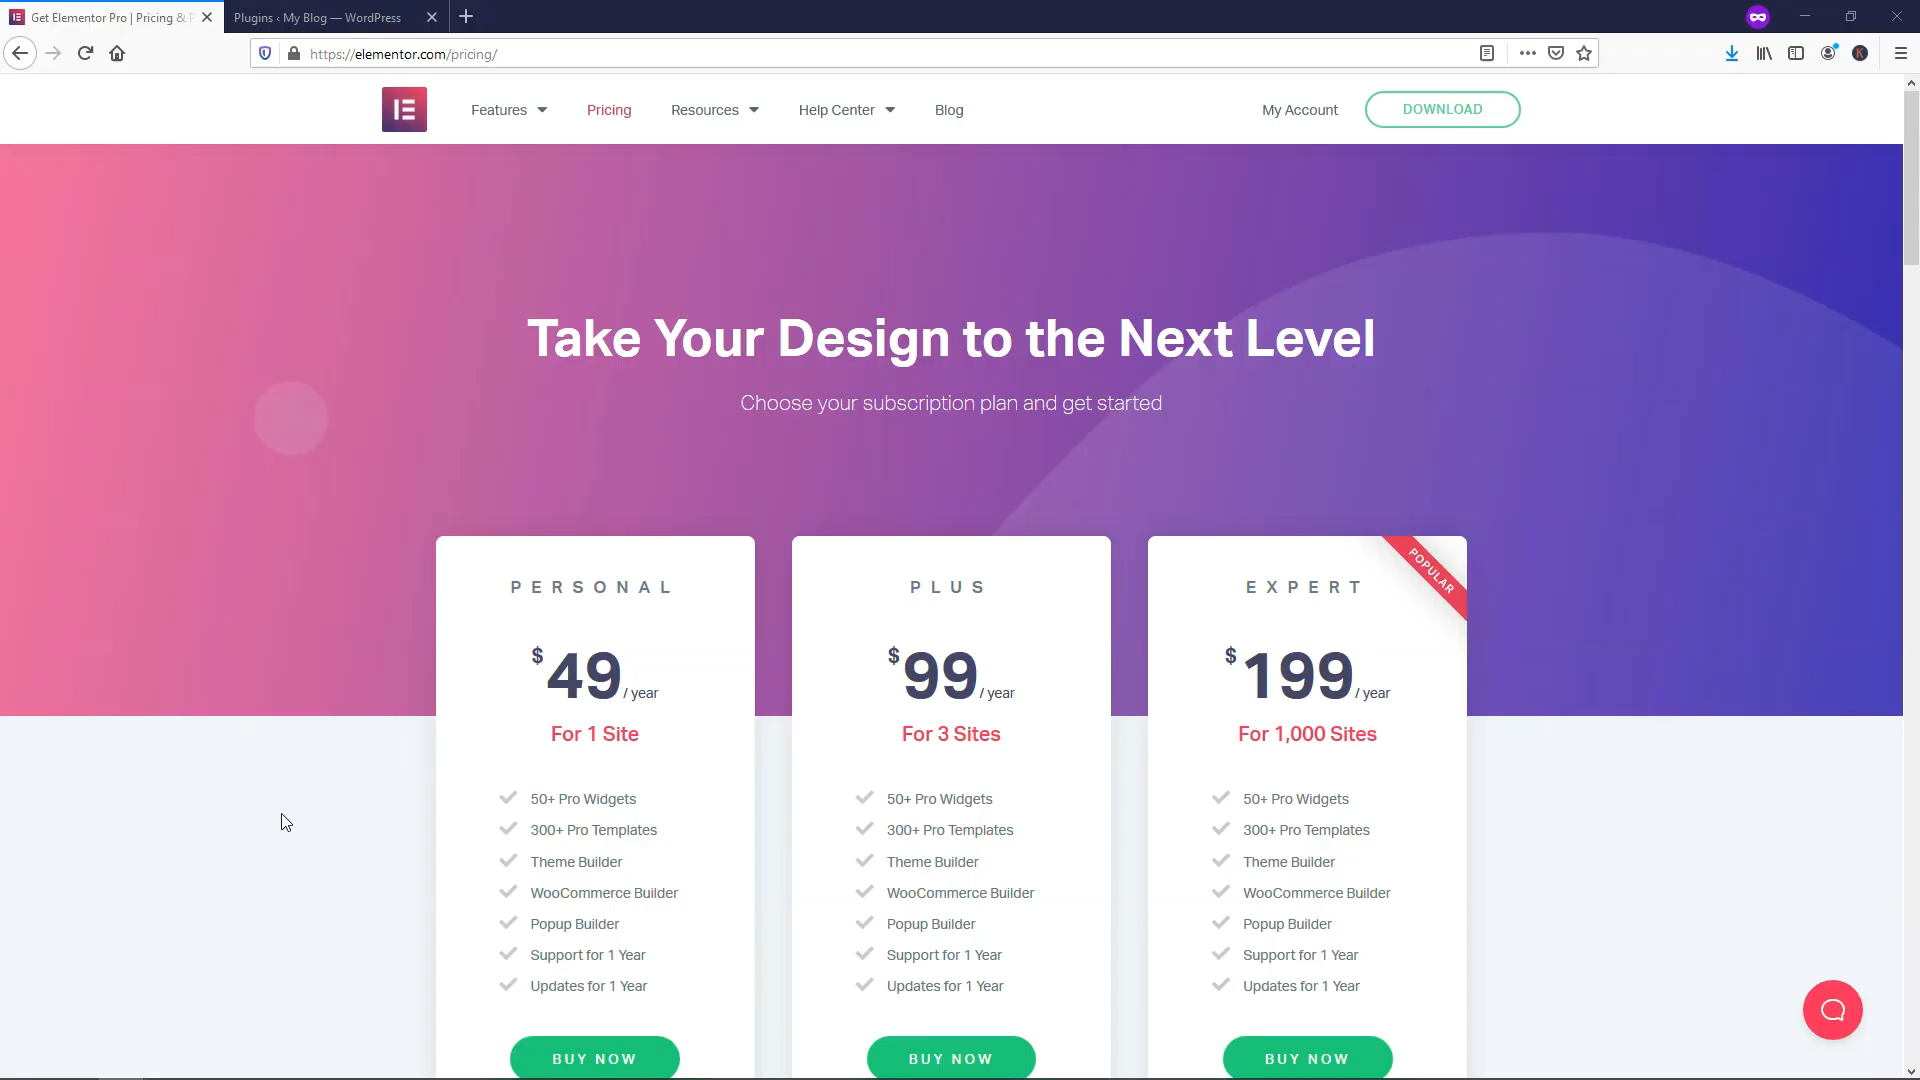 Get Elementor Pro | Pricing & P
Plugins ‹ My Blog — WordPress
https://elementor.com/pricing/
Features
Pricing
Resources
Help Center
Blog
My Account
DOWNLOAD
Take Your Design to the Next Level
Choose your subscription plan and get started
PERSONAL
$49/ year
For 1 Site
50+ Pro Widgets
300+ Pro Templates
Theme Builder
WooCommerce Builder
Popup Builder
Support for 1 Year
Updates for 1 Year
BUY NOW
PLUS
$99/ year
For 3 Sites
50+ Pro Widgets
300+ Pro Templates
Theme Builder
WooCommerce Builder
Popup Builder
Support for 1 Year
Updates for 1 Year
BUY NOW
POPULAR
EXPERT
$199/ year
For 1,000 Sites
50+ Pro Widgets
300+ Pro Templates
Theme Builder
WooCommerce Builder
Popup Builder
Support for 1 Year
Updates for 1 Year
BUY NOW